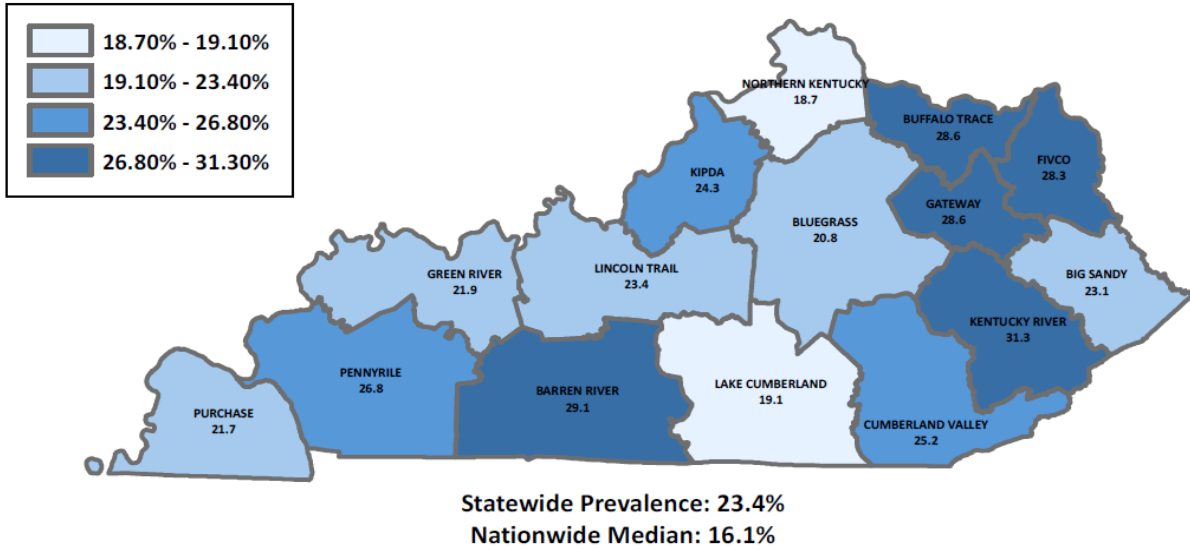 18.70% - 19.10%
19.10% - 23.40%
23.40% - 26.80%
26.80% - 31.30%
NORTHERN KENTUCKY
18.7
BUFFALO TRACE
28.6
FIVCO
28.3
KIPDA
24.3
GATEWAY
28.6
BLUEGRASS
20.8
LINCOLN TRAIL
23.4
GREEN RIVER
21.9
BIG SANDY
23.1
KENTUCKY RIVER
31.3
PENNYRILE
26.8
BARREN RIVER
29.1
LAKE CUMBERLAND
19.1
PURCHASE
21.7
CUMBERLAND VALLEY
25.2
Statewide Prevalence: 23.4%
Nationwide Median: 16.1%